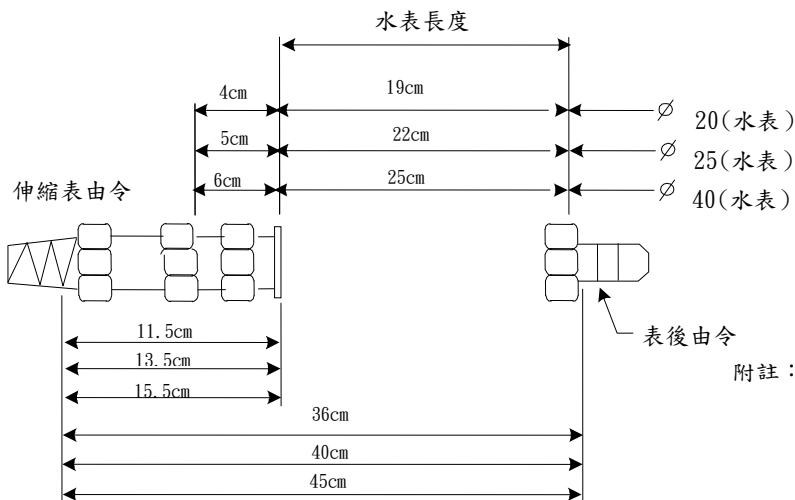 水表長度
4cm
19cm
∅ 20(水表)
5cm
22cm
∅ 25(水表)
6cm
25cm
∅ 40(水表)
伸縮表由令
11.5cm
13.5cm
15.5cm
表後由令
附註：
36cm
40cm
45cm